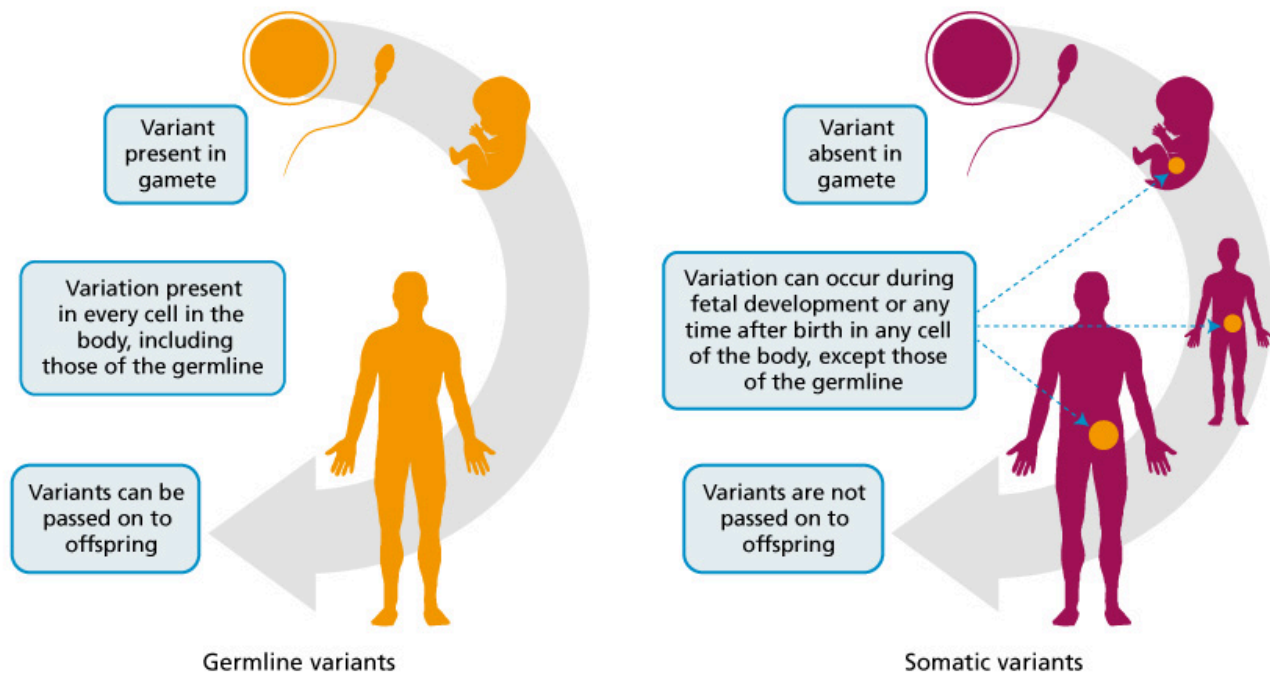 Variant
present in
gamete
Variation present
in every cell in the
body, including
those of the germline
Variants can be
passed on to
offspring
Germline variants
Variant
absent in
gamete
Variation can occur during
fetal development or any
time after birth in any cell
of the body, except those
of the germline
Variants are not
passed on to
offspring
Somatic variants